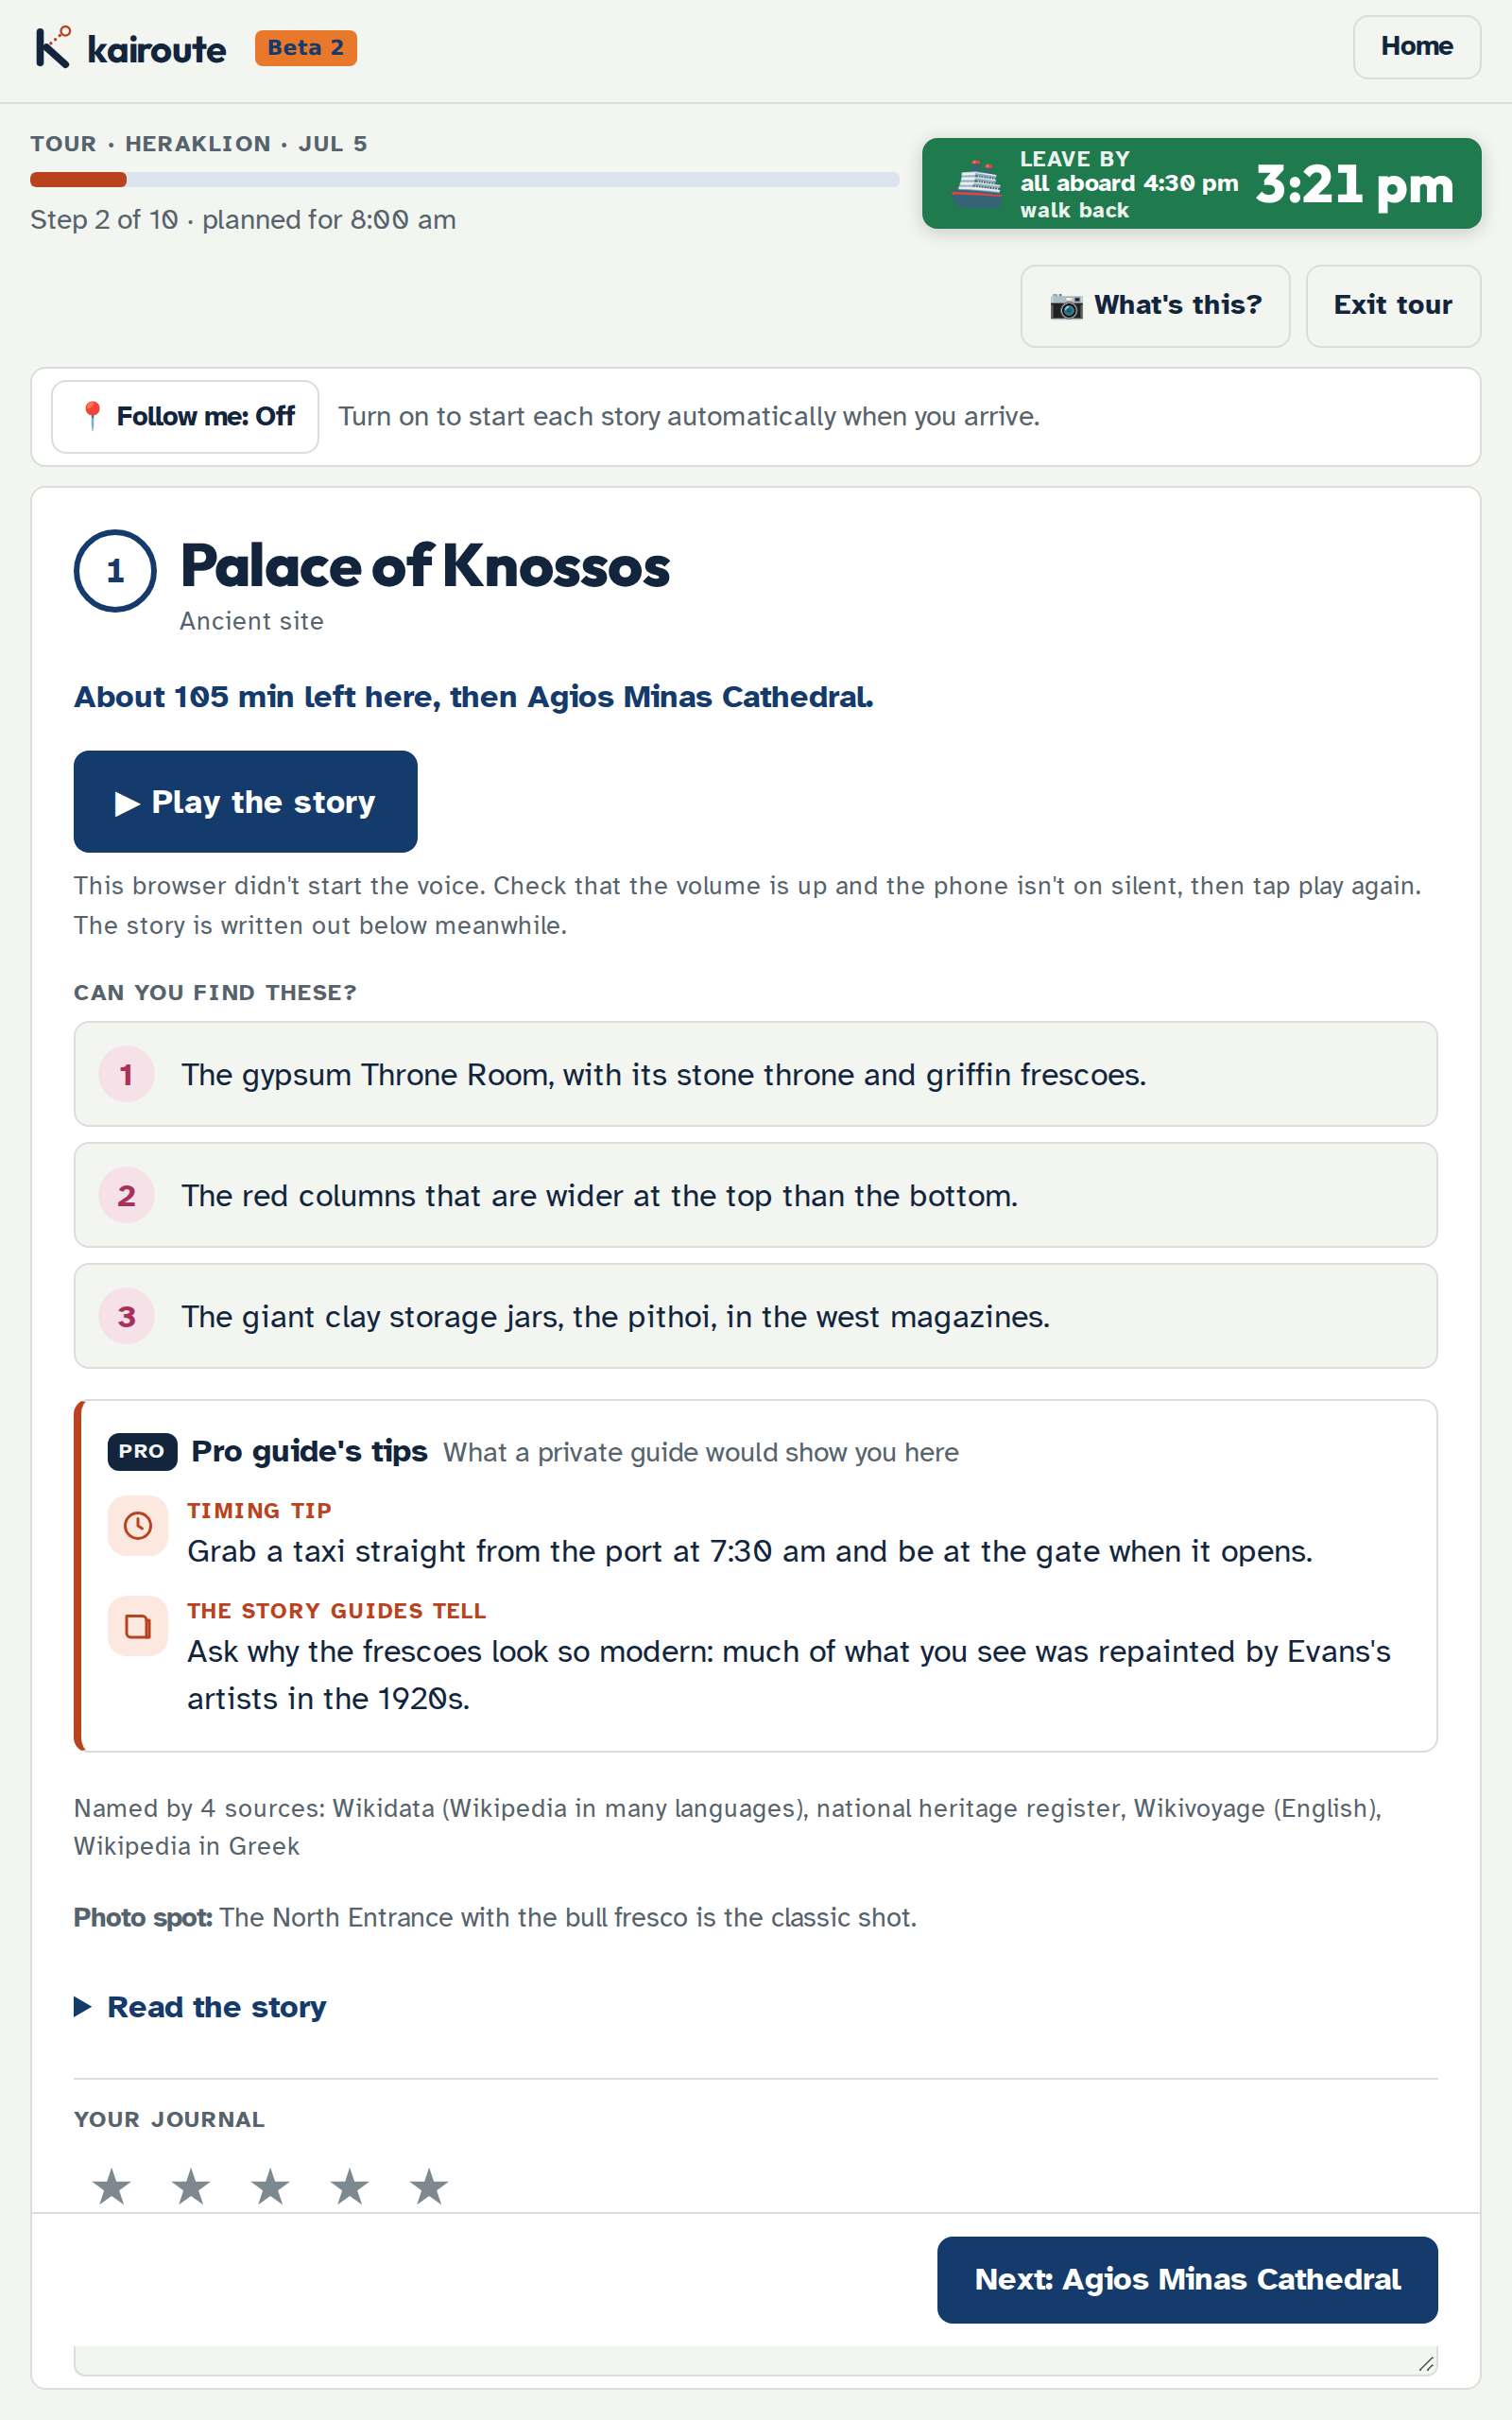 kairoute
Beta 2
Home
TOUR · HERAKLION · JUL 5
Step 2 of 10 · planned for 8:00 am
LEAVE BY
all aboard 4:30 pm
walk back
3:21 pm
What's this?
Exit tour
Follow me: Off
Turn on to start each story automatically when you arrive.
1
Palace of Knossos
Ancient site
About 105 min left here, then Agios Minas Cathedral.
▶ Play the story
This browser didn't start the voice. Check that the volume is up and the phone isn't on silent, then tap play again.
The story is written out below meanwhile.
CAN YOU FIND THESE?
1 The gypsum Throne Room, with its stone throne and griffin frescoes.
2 The red columns that are wider at the top than the bottom.
3 The giant clay storage jars, the pithoi, in the west magazines.
PRO Pro guide's tips What a private guide would show you here
TIMING TIP
Grab a taxi straight from the port at 7:30 am and be at the gate when it opens.
THE STORY GUIDES TELL
Ask why the frescoes look so modern: much of what you see was repainted by Evans's
artists in the 1920s.
Named by 4 sources: Wikidata (Wikipedia in many languages), national heritage register, Wikivoyage (English),
Wikipedia in Greek
Photo spot: The North Entrance with the bull fresco is the classic shot.
▶ Read the story
YOUR JOURNAL
★ ★ ★ ★ ★
Next: Agios Minas Cathedral